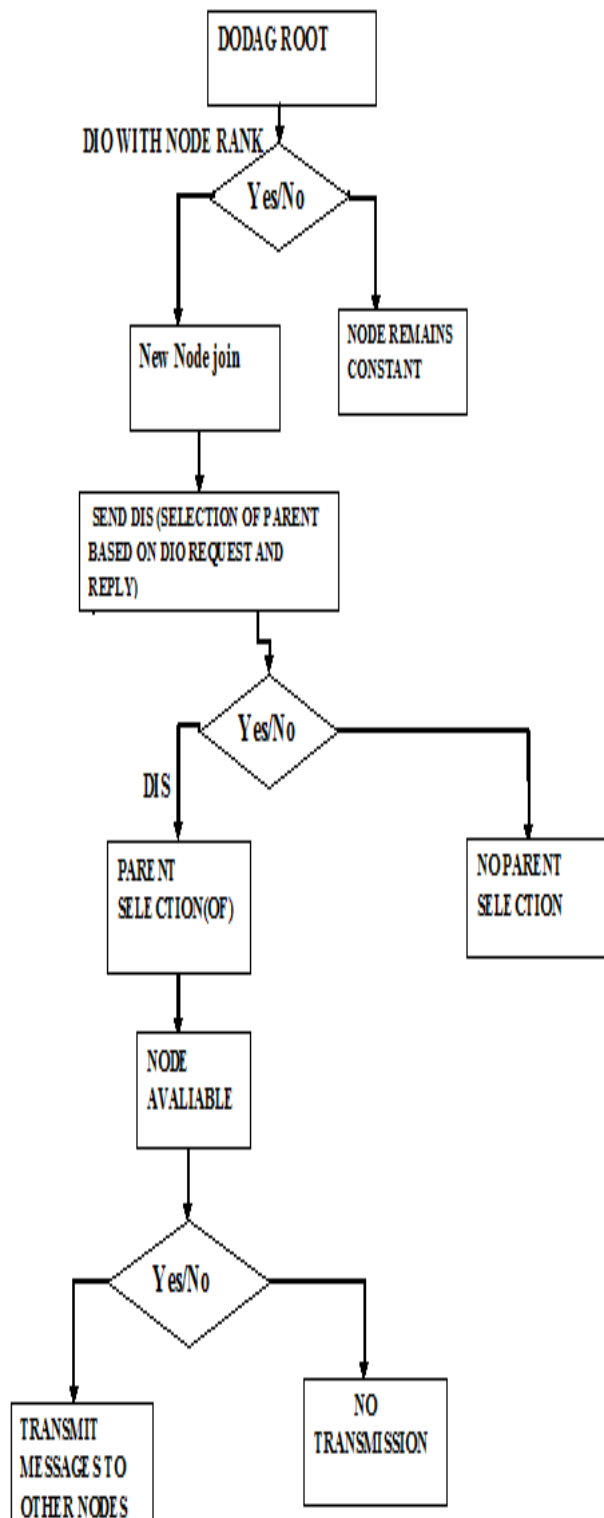 DODAG ROOT
DIO WITH NODE RANK
Yes/No
New Node join
NODE REMAINS
CONSTANT
SEND DIS (SELECTION OF PARENT
BASED ON DIO REQUEST AND
REPLY)
Yes/No
DIS
PARENT
SELECTION(OF)
NO PARENT
SELECTION
NODE
AVALIABLE
Yes/No
TRANSMIT
MESSAGES TO
OTHER NODES
NO
TRANSMISSION